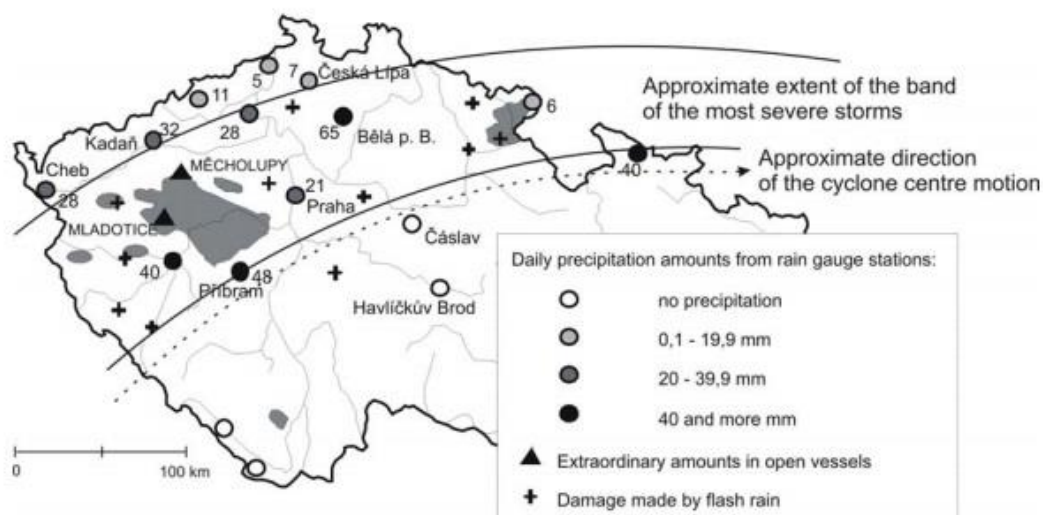 5
7
Česká Lípa
11
6
Approximate extent of the band
of the most severe storms
28
65
Bělá p. B.
32
Kadaň
Cheb
28
MĚCHOLUPY
40
Approximate direction
of the cyclone centre motion
21
Praha
MLADOTICE
Čáslav
40
48
Příbram
Havlíčkův Brod
Daily precipitation amounts from rain gauge stations:
no precipitation
0,1 - 19,9 mm
20 - 39,9 mm
40 and more mm
Extraordinary amounts in open vessels
Damage made by flash rain
0
100 km